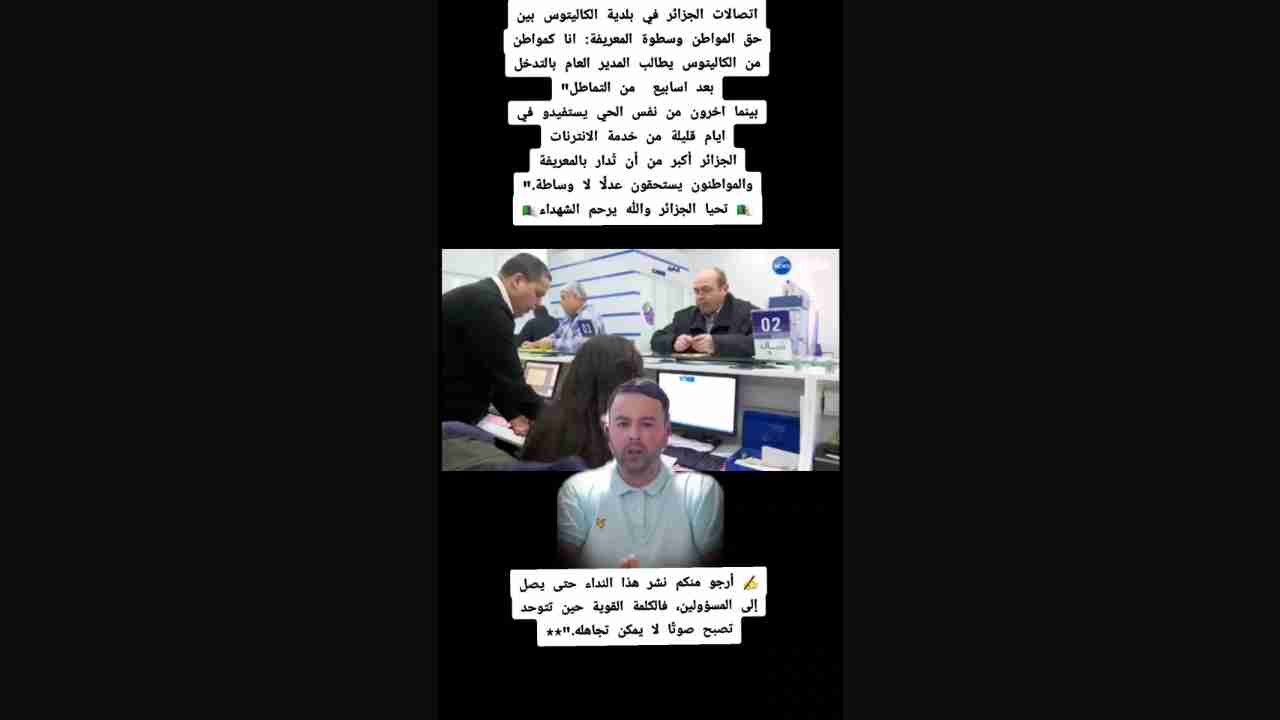 اتصالات الجزائر في بلدية الكاليتوس بين
حق المواطن وسطوة المعريفة: انا كمواطن
من الكاليتوس يطالب المدير العام بالتدخل
بعد اسابيع من التماطل"
بينما اخرون من نفس الحي يستفيدو في
ايام قليلة من خدمة الانترنات
الجزائر أكبر من أن تُدار بالمعريفة
والمواطنون يستحقون عدلًا لا وساطة."
🇩🇿 تحيا الجزائر والله يرحم الشهداء🇩🇿
NEWS
02
03
✍️ أرجو منكم نشر هذا النداء حتى يصل
إلى المسؤولين، فالكلمة القوية حين تتوحد
تصبح صوتًا لا يمكن تجاهله."**